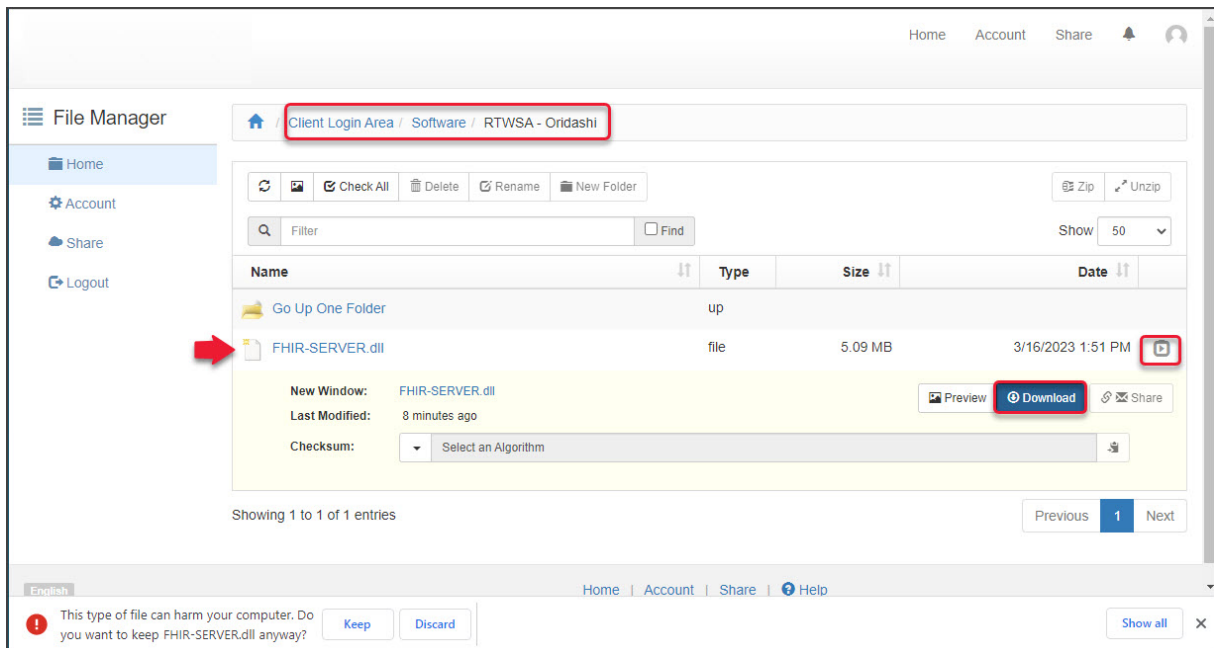 Home Account Share
File Manager
/ Client Login Area / Software / RTWSA - Oridashi
Home
Account
Share
Logout
Check All Delete Rename New Folder Zip Unzip
Filter Find Show 50
Name Type Size Date
Go Up One Folder up
FHIR-SERVER.dll file 5.09 MB 3/16/2023 1:51 PM
New Window: FHIR-SERVER.dll Preview Download Share
Last Modified: 8 minutes ago
Checksum: Select an Algorithm
Showing 1 to 1 of 1 entries Previous 1 Next
English Home | Account | Share | Help
This type of file can harm your computer. Do
you want to keep FHIR-SERVER.dll anyway?
Keep Discard Show all